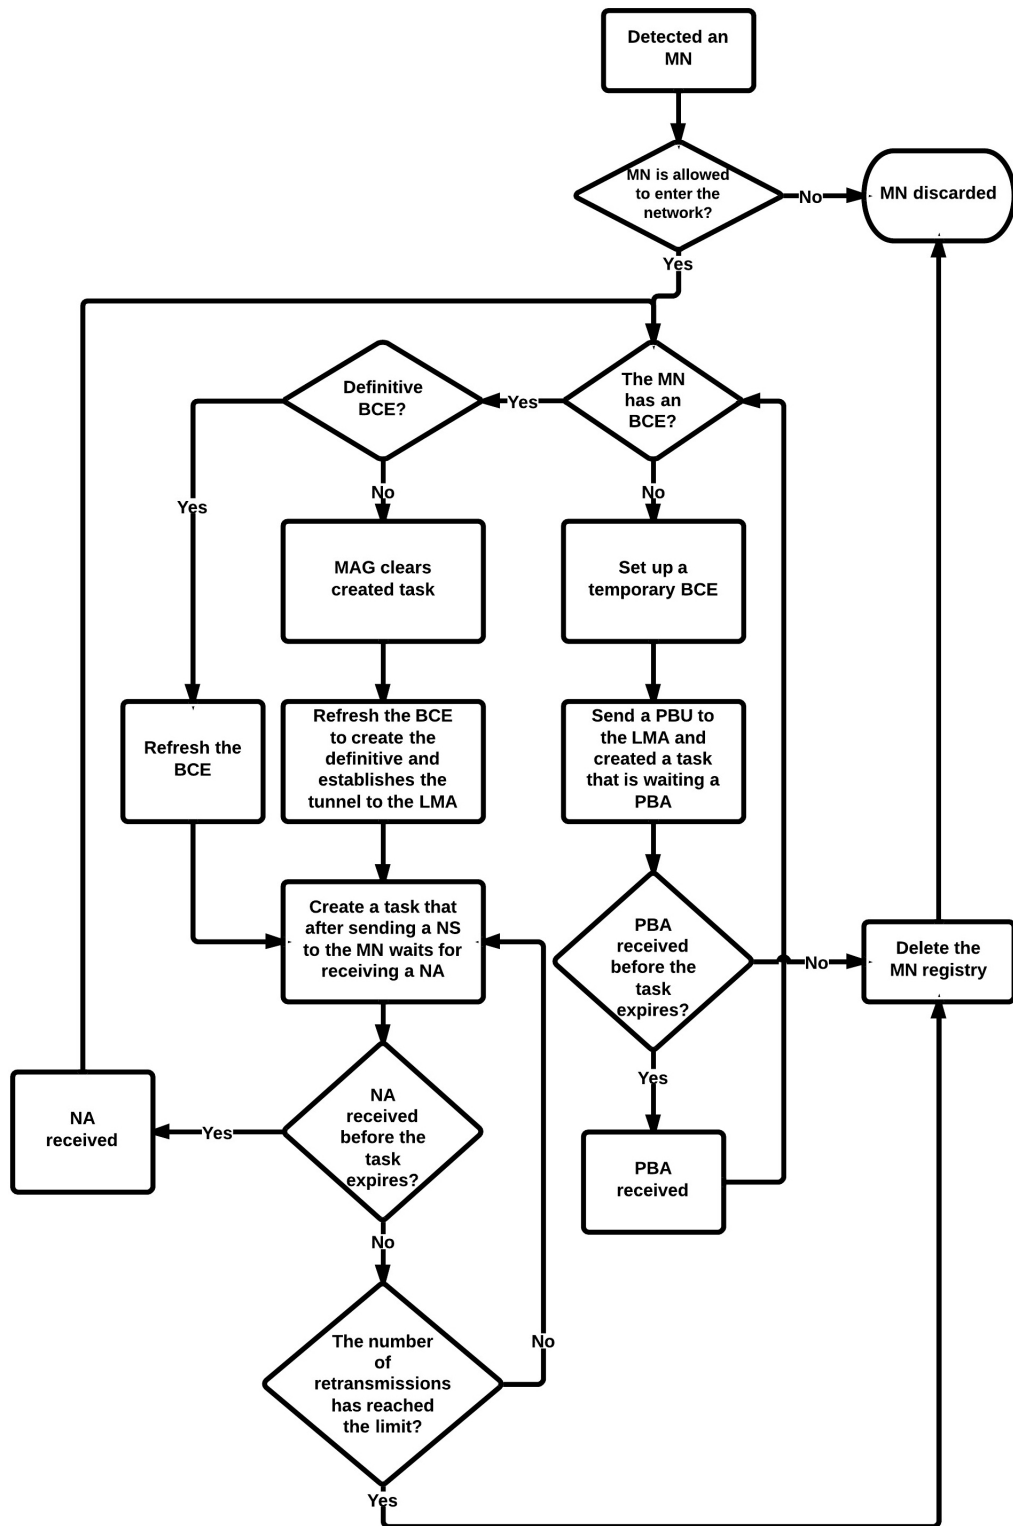 Detected an
MN
MN is allowed
to enter the
network?
No
MN discarded
Yes
Definitive
BCE?
Yes
The MN
has an
BCE?
Yes
No
No
MAG clears
created task
Set up a
temporary BCE
Refresh the
BCE
Refresh the BCE
to create the
definitive and
establishes the
tunnel to the LMA
Send a PBU to
the LMA and
created a task
that is waiting a
PBA
Create a task that
after sending a NS
to the MN waits for
receiving a NA
PBA
received
before the
task
expires?
No
Delete the
MN registry
Yes
NA
received
Yes
NA
received
before the
task
expires?
PBA
received
No
The number
of
retransmissions
has reached
the limit?
No
Yes